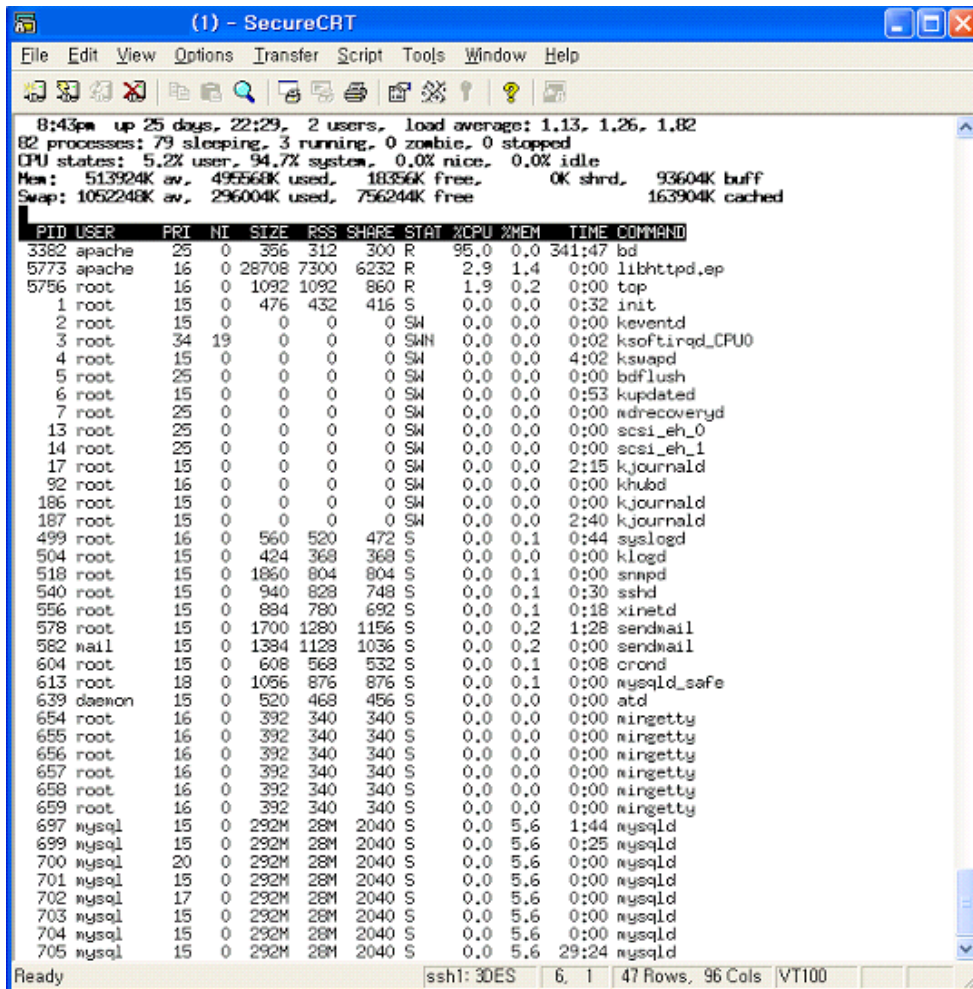 (1) - SecureCRT
File Edit View Options Transfer Script Tools Window Help
8:43pm up 25 days, 22:29, 2 users, load average: 1.13, 1.26, 1.82
82 processes: 79 sleeping, 3 running, 0 zombie, 0 stopped
CPU states: 5.2% user, 94.7% system, 0.0% nice, 0.0% idle
Mem: 513924K av, 495568K used, 18356K free, 0K shrd, 93604K buff
Swap: 1052248K av, 296004K used, 756244K free 163904K cached
PID USER PRI NI SIZE RSS SHARE STAT %CPU %MEM TIME COMMAND
3382 apache 25 0 356 312 300 R 95.0 0.0 341:47 bd
5773 apache 16 0 28708 7300 6232 R 2.9 1.4 0:00 libhttpd.ep
5756 root 16 0 1092 1092 860 R 1.9 0.2 0:00 top
1 root 15 0 476 432 416 S 0.0 0.0 0:32 init
2 root 15 0 0 0 0 SW 0.0 0.0 0:00 keventd
3 root 34 19 0 0 0 SWN 0.0 0.0 0:02 ksoftirqd_CPU0
4 root 15 0 0 0 0 SW 0.0 0.0 4:02 kswapd
5 root 25 0 0 0 0 SW 0.0 0.0 0:00 bdflush
6 root 15 0 0 0 0 SW 0.0 0.0 0:53 kupdated
7 root 25 0 0 0 0 SW 0.0 0.0 0:00 mdrecoveryd
13 root 25 0 0 0 0 SW 0.0 0.0 0:00 scsi_eh_0
14 root 25 0 0 0 0 SW 0.0 0.0 0:00 scsi_eh_1
17 root 15 0 0 0 0 SW 0.0 0.0 2:15 kjournald
92 root 16 0 0 0 0 SW 0.0 0.0 0:00 khubd
186 root 15 0 0 0 0 SW 0.0 0.0 0:00 kjournald
187 root 15 0 0 0 0 SW 0.0 0.0 2:40 kjournald
499 root 16 0 560 520 472 S 0.0 0.1 0:44 syslogd
504 root 15 0 424 368 368 S 0.0 0.0 0:00 klogd
518 root 15 0 1860 804 804 S 0.0 0.1 0:00 snmpd
540 root 15 0 940 828 748 S 0.0 0.1 0:30 sshd
556 root 15 0 884 780 692 S 0.0 0.1 0:18 xinetd
578 root 15 0 1700 1280 1156 S 0.0 0.2 1:28 sendmail
582 mail 15 0 1384 1128 1036 S 0.0 0.2 0:00 sendmail
604 root 15 0 608 568 532 S 0.0 0.1 0:08 crond
613 root 18 0 1056 876 876 S 0.0 0.1 0:00 mysqld_safe
639 daemon 15 0 520 468 456 S 0.0 0.0 0:00 atd
654 root 16 0 392 340 340 S 0.0 0.0 0:00 mingetty
655 root 16 0 392 340 340 S 0.0 0.0 0:00 mingetty
656 root 16 0 392 340 340 S 0.0 0.0 0:00 mingetty
657 root 16 0 392 340 340 S 0.0 0.0 0:00 mingetty
658 root 16 0 392 340 340 S 0.0 0.0 0:00 mingetty
659 root 16 0 392 340 340 S 0.0 0.0 0:00 mingetty
697 mysql 15 0 292M 28M 2040 S 0.0 5.6 1:44 mysqld
699 mysql 15 0 292M 28M 2040 S 0.0 5.6 0:25 mysqld
700 mysql 20 0 292M 28M 2040 S 0.0 5.6 0:00 mysqld
701 mysql 15 0 292M 28M 2040 S 0.0 5.6 0:00 mysqld
702 mysql 17 0 292M 28M 2040 S 0.0 5.6 0:00 mysqld
703 mysql 15 0 292M 28M 2040 S 0.0 5.6 0:00 mysqld
704 mysql 15 0 292M 28M 2040 S 0.0 5.6 0:00 mysqld
705 mysql 15 0 292M 28M 2040 S 0.0 5.6 29:24 mysqld
Ready ssh1: 3DES 6, 1 47 Rows, 96 Cols VT100